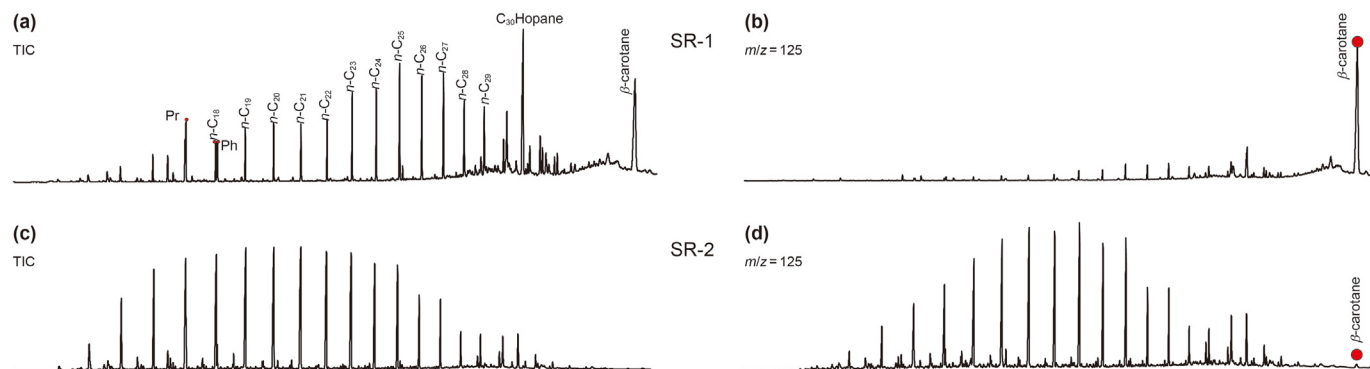 (a)
TIC
Pr
n-C₁₈
Ph
n-C₁₉
n-C₂₀
n-C₂₁
n-C₂₂
n-C₂₃
n-C₂₄
n-C₂₅
n-C₂₆
n-C₂₇
n-C₂₈
n-C₂₉
C₃₀Hopane
β-carotane
SR-1
(b)
m/z = 125
β-carotane
(c)
TIC
SR-2
(d)
m/z = 125
β-carotane